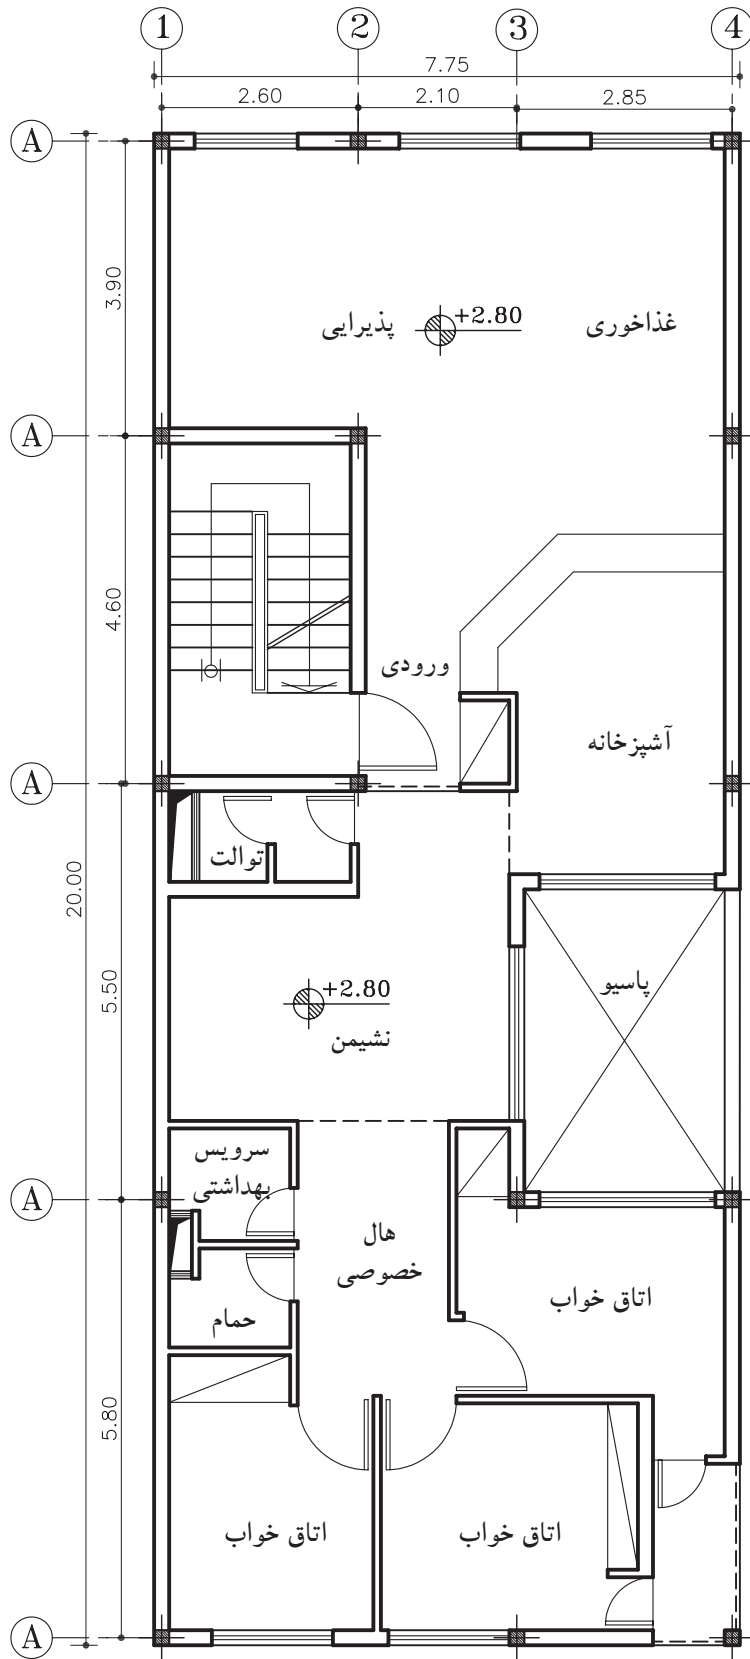 1 2 3 4
7.75
2.60 2.10 2.85
A
3.90
پذیرایی
+2.80
غذاخوری
A
4.60
ورودی
آشپزخانه
A
توالت
20.00
5.50
پاسیو
+2.80
نشیمن
سرویس
بهداشتی
A
هال
خصوصی
اتاق خواب
حمام
5.80
اتاق خواب
اتاق خواب
A